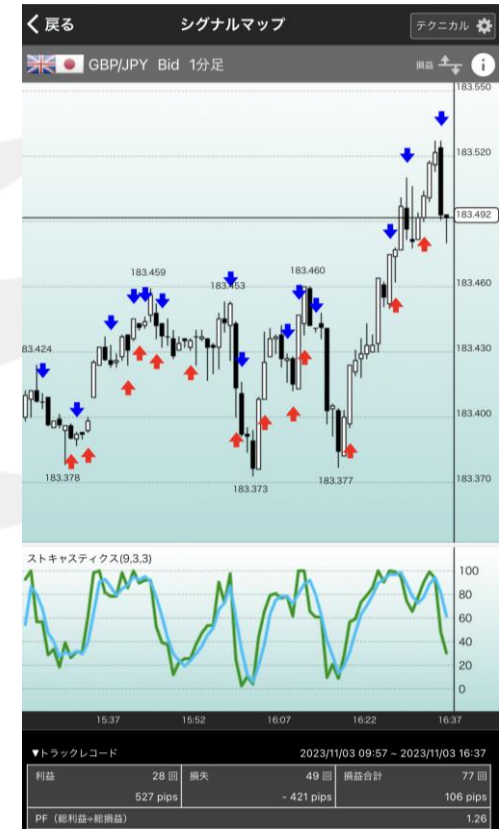 戻る シグナルマップ テクニカル
GBP/JPY Bid 1分足 損益 i
183.550
183.520
183.492
183.459 183.453 183.460 183.460
83.424 183.430
183.400
183.378 183.373 183.377 183.370
ストキャスティクス(9,3,3)
100
80
60
40
20
0
15:37 15:52 16:07 16:22 16:37
▼トラックレコード 2023/11/03 09:57 ~ 2023/11/03 16:37
利益 28 回 損失 49 回 損益合計 77 回
527 pips - 421 pips 106 pips
PF（総利益÷総損益） 1.26